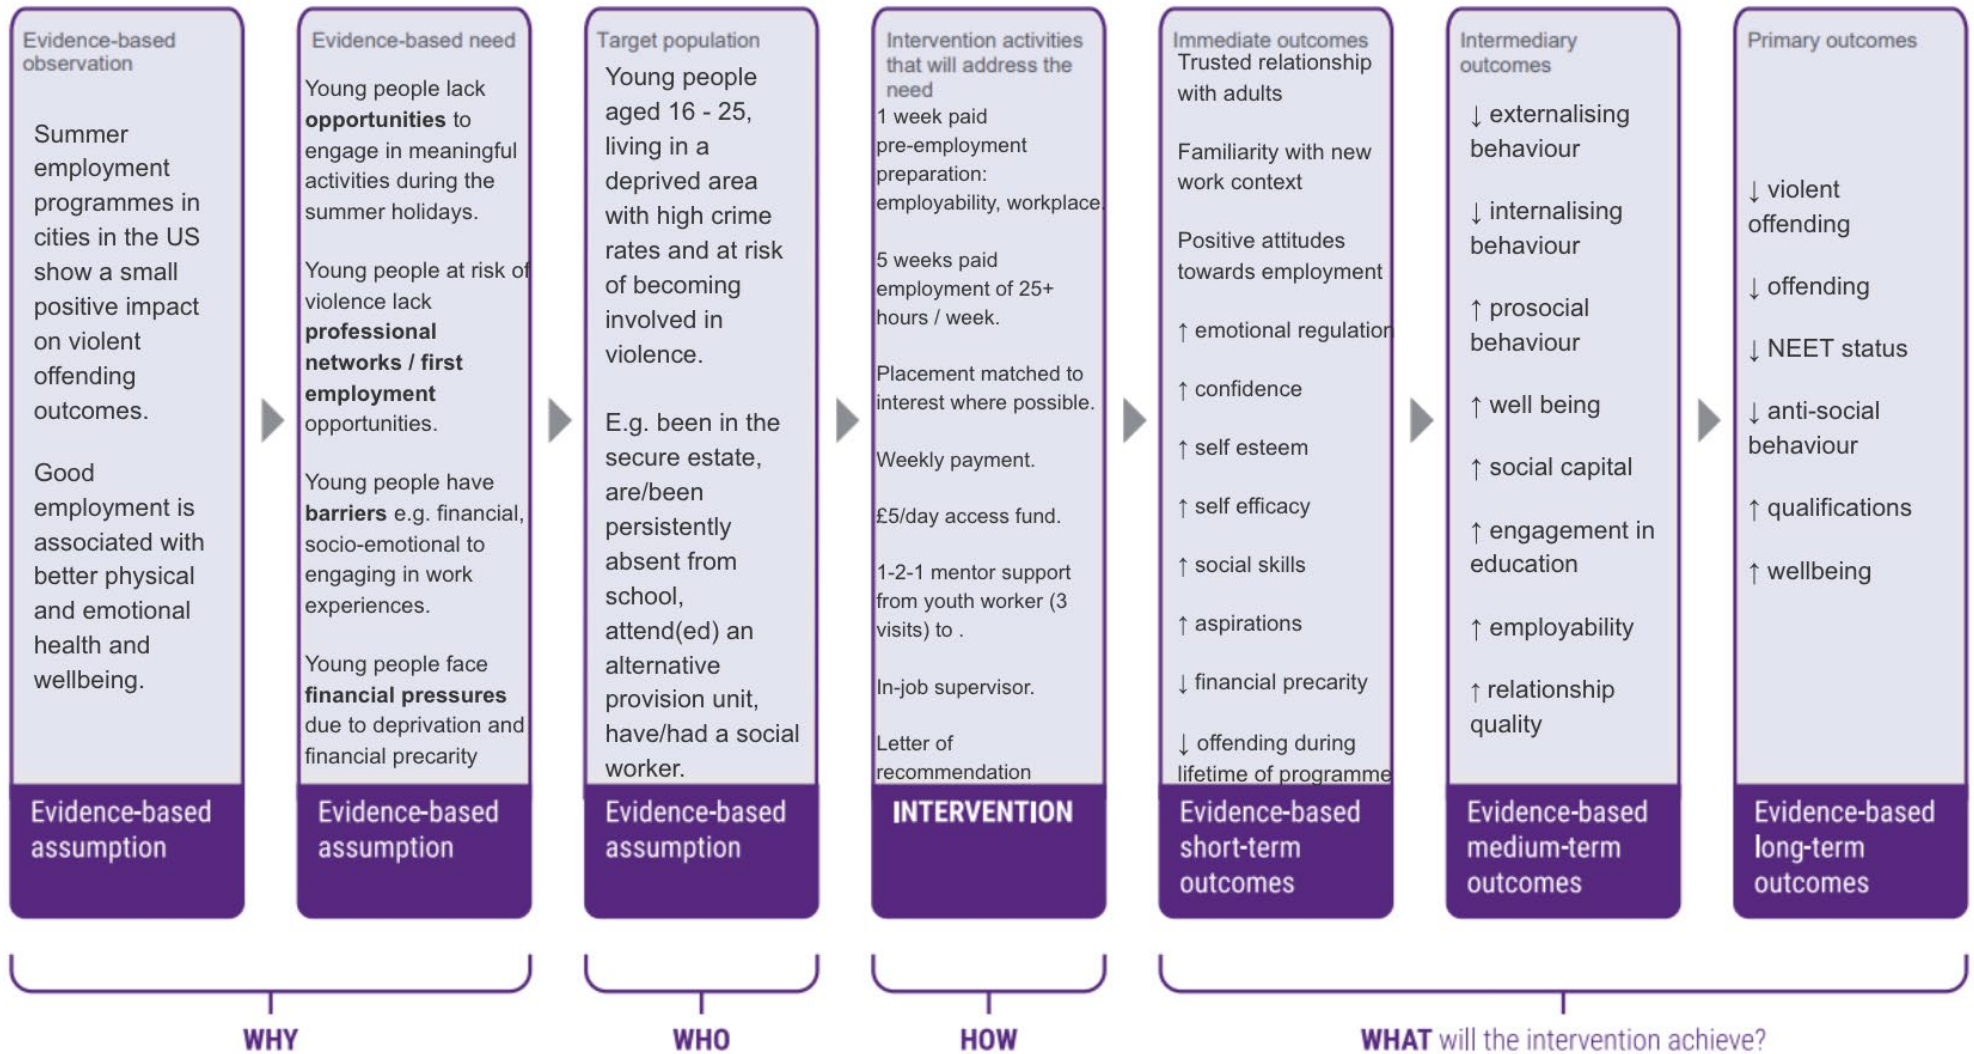 Evidence-based
observation
Summer
employment
programmes in
cities in the US
show a small
positive impact
on violent
offending
outcomes.
Good
employment is
associated with
better physical
and emotional
health and
wellbeing.
Evidence-based
assumption
Evidence-based need
Young people lack
opportunities to
engage in meaningful
activities during the
summer holidays.
Young people at risk of
violence lack
professional
networks / first
employment
opportunities.
Young people have
barriers e.g. financial,
socio-emotional to
engaging in work
experiences.
Young people face
financial pressures
due to deprivation and
financial precarity
Evidence-based
assumption
Target population
Young people
aged 16 - 25,
living in a
deprived area
with high crime
rates and at risk
of becoming
involved in
violence.
E.g. been in the
secure estate,
are/been
persistently
absent from
school,
attend(ed) an
alternative
provision unit,
have/had a social
worker.
Evidence-based
assumption
Intervention activities
that will address the
need
1 week paid
pre-employment
preparation:
employability, workplace.
5 weeks paid
employment of 25+
hours / week.
Placement matched to
interest where possible.
Weekly payment.
£5/day access fund.
1-2-1 mentor support
from youth worker (3
visits) to .
In-job supervisor.
Letter of
recommendation
INTERVENTION
Immediate outcomes
Trusted relationship
with adults
Familiarity with new
work context
Positive attitudes
towards employment
↑ emotional regulation
↑ confidence
↑ self esteem
↑ self efficacy
↑ social skills
↑ aspirations
↓ financial precarity
↓ offending during
lifetime of programme
Evidence-based
short-term
outcomes
Intermediary
outcomes
↓ externalising
behaviour
↓ internalising
behaviour
↑ prosocial
behaviour
↑ well being
↑ social capital
↑ engagement in
education
↑ employability
↑ relationship
quality
Evidence-based
medium-term
outcomes
Primary outcomes
↓ violent
offending
↓ offending
↓ NEET status
↓ anti-social
behaviour
↑ qualifications
↑ wellbeing
Evidence-based
long-term
outcomes
WHY
WHO
HOW
WHAT will the intervention achieve?